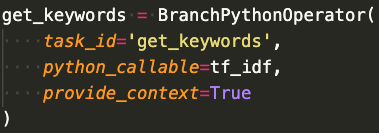 get_keywords = BranchPythonOperator(
    task_id='get_keywords',
    python_callable=tf_idf,
    provide_context=True
)